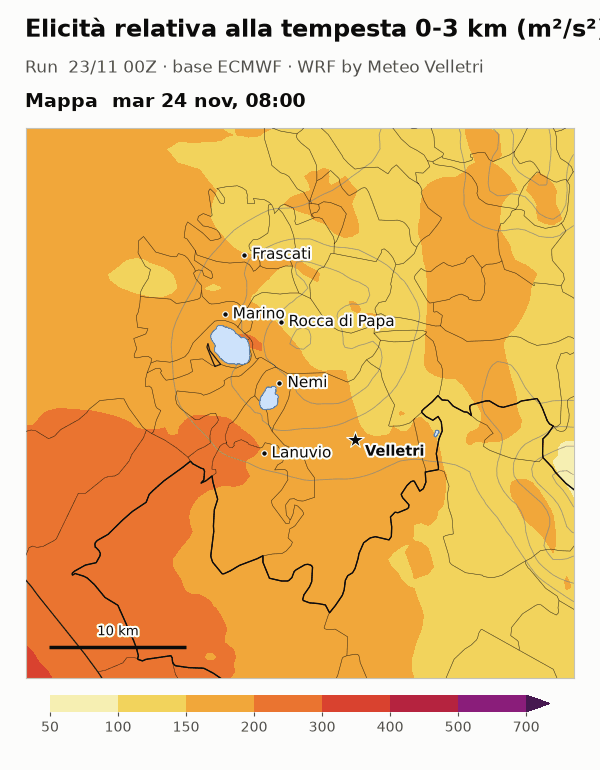 Elicità relativa alla tempesta 0-3 km (m²/s²)
Run 23/11 00Z · base ECMWF · WRF by Meteo Velletri
Mappa mar 24 nov, 08:00
Frascati
Marino
Rocca di Papa
Nemi
Velletri
Lanuvio
10 km
50 100 150 200 300 400 500 700